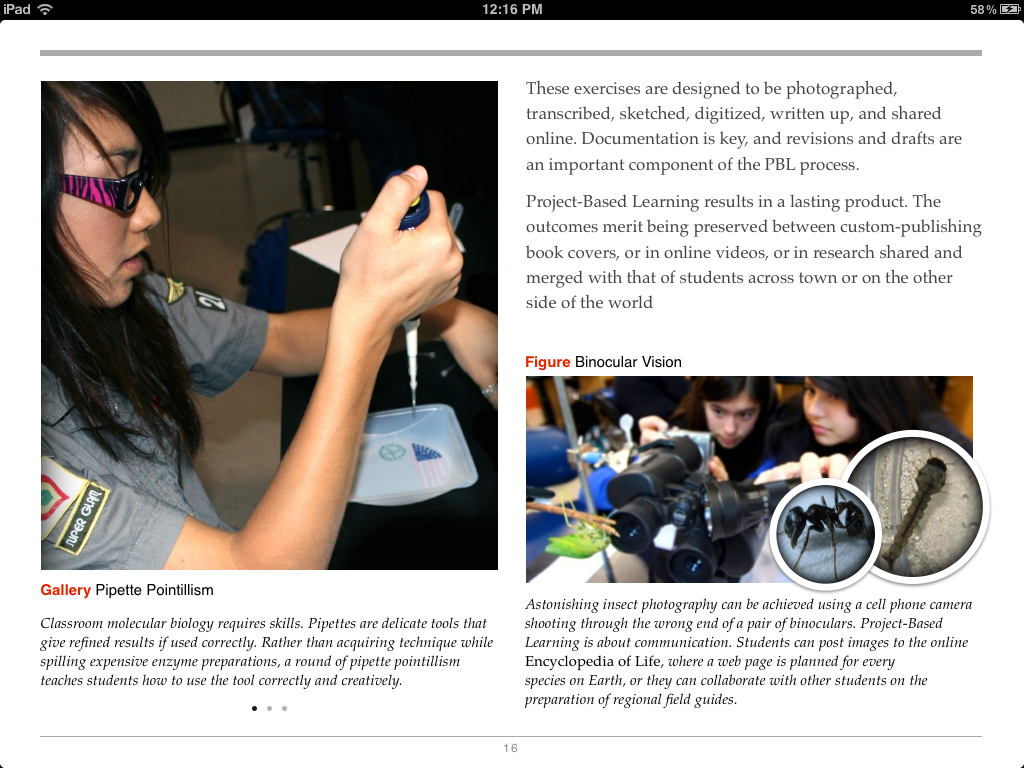 iPad
12:16 PM
58%
SUPER GLAM
Gallery Pipette Pointillism
Classroom molecular biology requires skills. Pipettes are delicate tools that
give refined results if used correctly. Rather than acquiring technique while
spilling expensive enzyme preparations, a round of pipette pointillism
teaches students how to use the tool correctly and creatively.
These exercises are designed to be photographed,
transcribed, sketched, digitized, written up, and shared
online. Documentation is key, and revisions and drafts are
an important component of the PBL process.
Project-Based Learning results in a lasting product. The
outcomes merit being preserved between custom-publishing
book covers, or in online videos, or in research shared and
merged with that of students across town or on the other
side of the world
Figure Binocular Vision
Astonishing insect photography can be achieved using a cell phone camera
shooting through the wrong end of a pair of binoculars. Project-Based
Learning is about communication. Students can post images to the online
Encyclopedia of Life, where a web page is planned for every
species on Earth, or they can collaborate with other students on the
preparation of regional field guides.
16